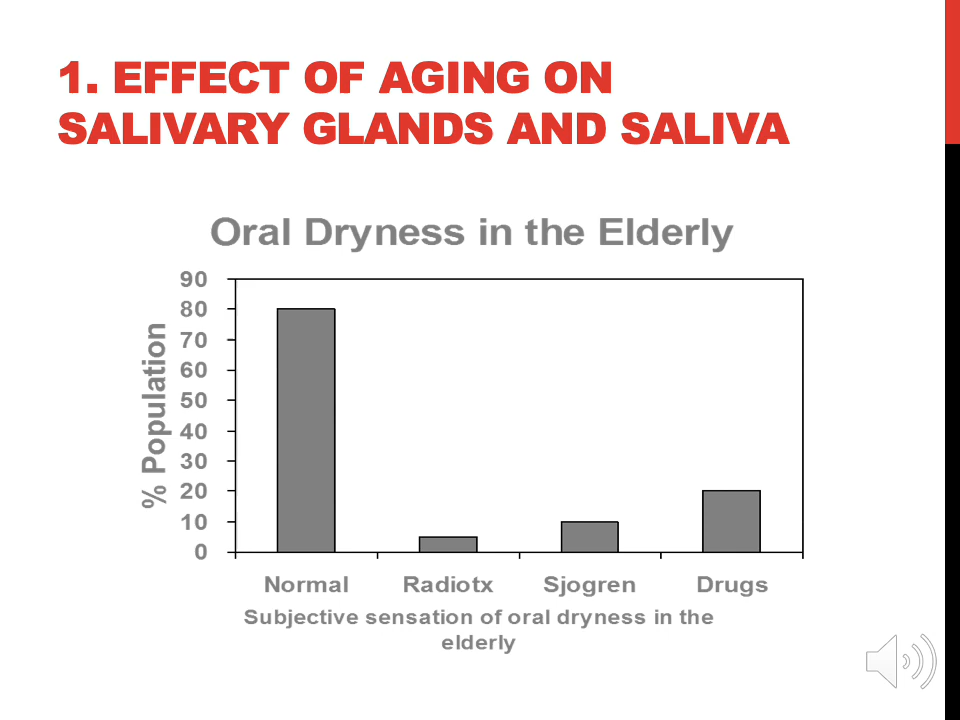 1. EFFECT OF AGING ON
SALIVARY GLANDS AND SALIVA
Oral Dryness in the Elderly
% Population
90
80
70
60
50
40
30
20
10
0
Normal Radiotx Sjogren Drugs
Subjective sensation of oral dryness in the
elderly